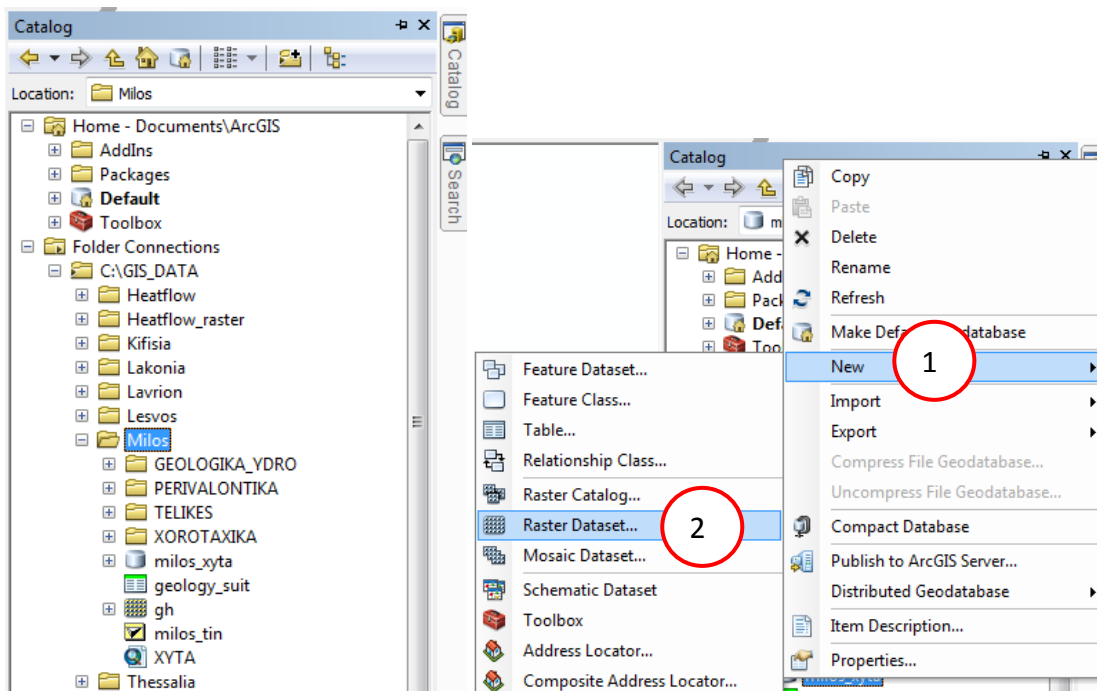 Catalog
Location: Milos
Home - Documents\ArcGIS
AddIns
Packages
Default
Toolbox
Folder Connections
C:\GIS_DATA
Heatflow
Heatflow_raster
Kifisia
Lakonia
Lavrion
Lesvos
Milos
GEOLOGIKA_YDRO
PERIVALONTIKA
TELIKES
XOROTAXIKA
milos_xyta
geology_suit
gh
milos_tin
XYTA
Thessalia
Catalog
Search
Catalog
Location: m
Home -
Add
Pack
Def
Too
Copy
Paste
Delete
Rename
Refresh
Make Defa database
New 1
Import
Export
Compress File Geodatabase...
Uncompress File Geodatabase...
Compact Database
Publish to ArcGIS Server...
Distributed Geodatabase
Item Description...
Properties...
milos_xyta
Feature Dataset...
Feature Class...
Table...
Relationship Class...
Raster Catalog...
Raster Dataset... 2
Mosaic Dataset...
Schematic Dataset
Toolbox
Address Locator...
Composite Address Locator...